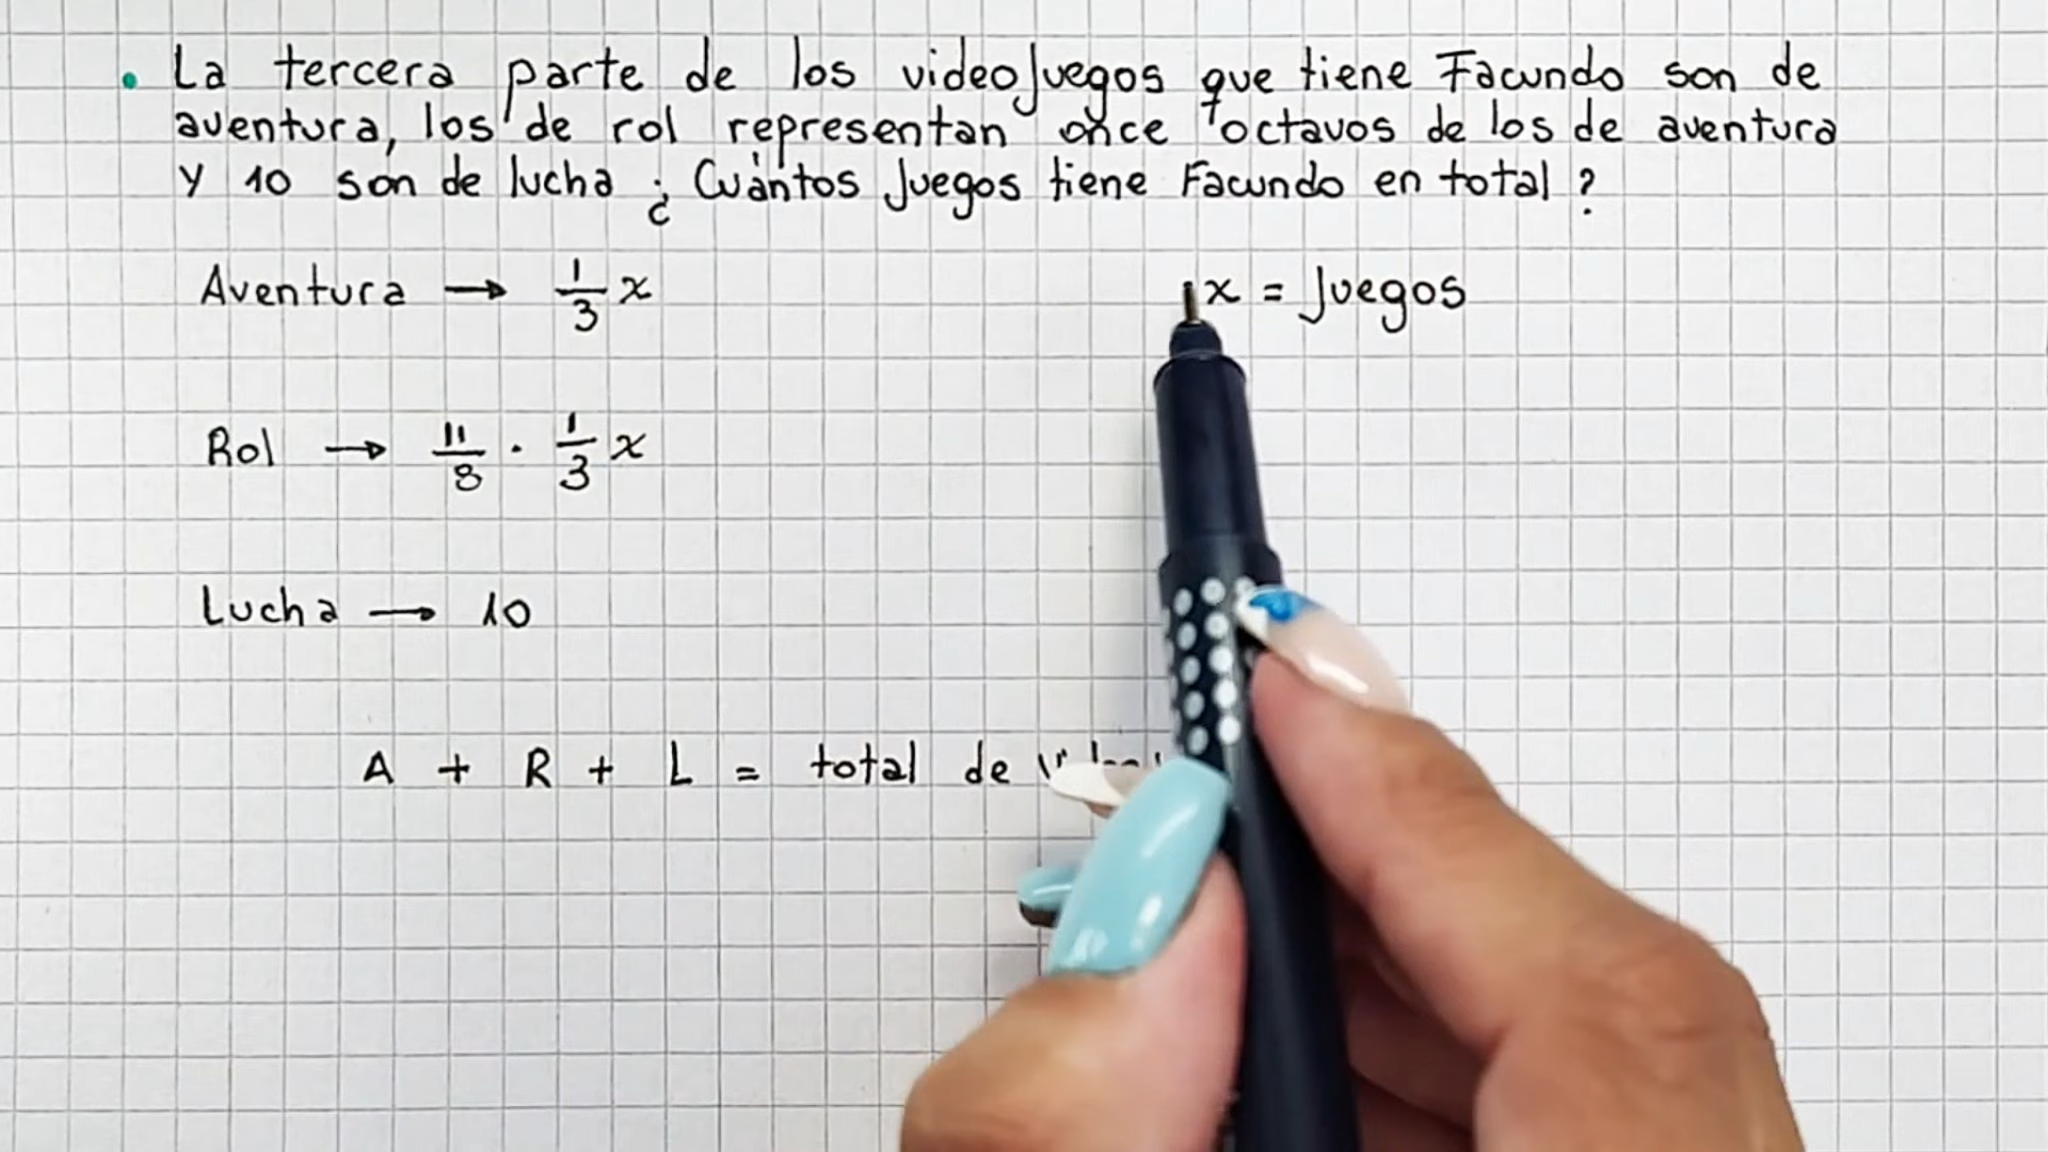 • La tercera parte de los videojuegos que tiene Facundo son de
aventura, los de rol representan once octavos de los de aventura
y 10 son de lucha ¿ Cuántos juegos tiene Facundo en total ?
Aventura → 1/3 x
x = juegos
Rol → 11/8 · 1/3 x
Lucha → 10
A + R + L = total de